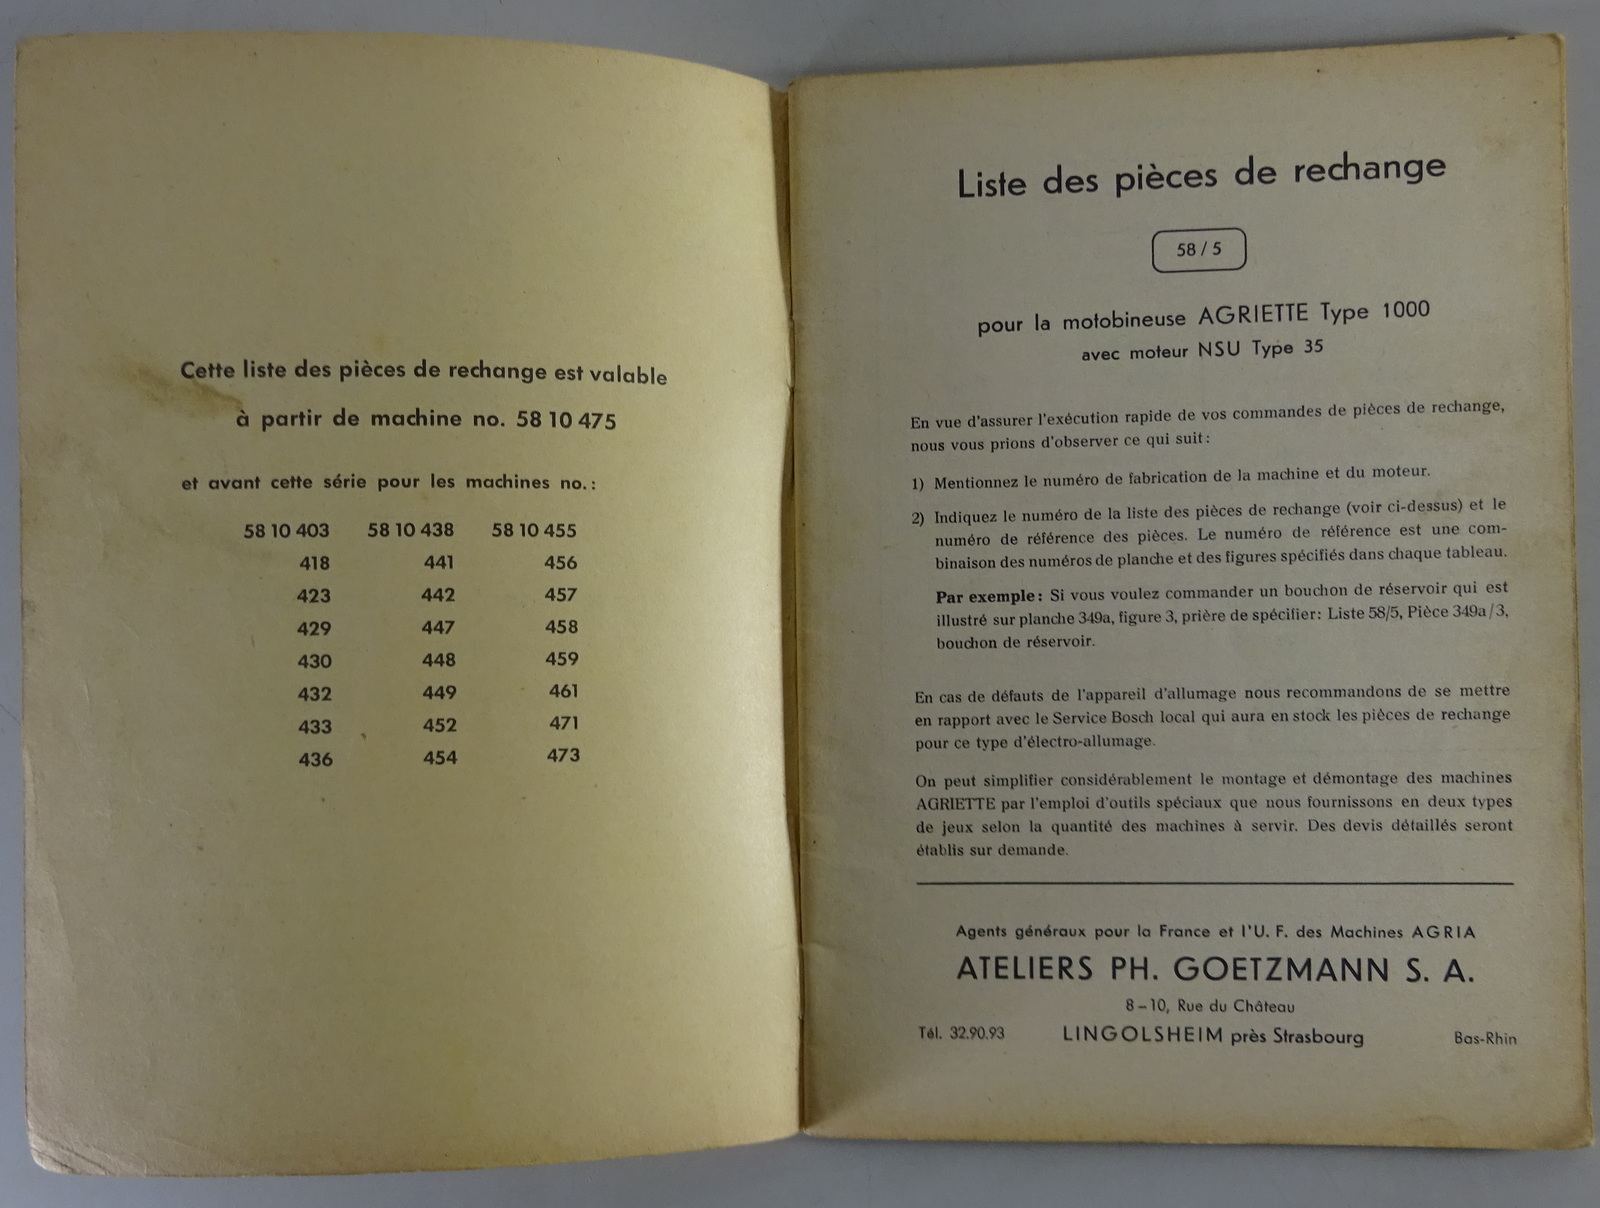 Cette liste des pièces de rechange est valable
à partir de machine no. 58 10 475
et avant cette série pour les machines no.:
58 10 403 58 10 438 58 10 455
418 441 456
423 442 457
429 447 458
430 448 459
432 449 461
433 452 471
436 454 473
Liste des pièces de rechange
58 / 5
pour la motobineuse AGRIETTE Type 1000
avec moteur NSU Type 35
En vue d'assurer l'exécution rapide de vos commandes de pièces de rechange,
nous vous prions d'observer ce qui suit:
1) Mentionnez le numéro de fabrication de la machine et du moteur.
2) Indiquez le numéro de la liste des pièces de rechange (voir ci-dessus) et le
numéro de référence des pièces. Le numéro de référence est une com-
binaison des numéros de planche et des figures spécifiés dans chaque tableau.
Par exemple: Si vous voulez commander un bouchon de réservoir qui est
illustré sur planche 349a, figure 3, prière de spécifier: Liste 58/5, Pièce 349a/3,
bouchon de réservoir.
En cas de défauts de l'appareil d'allumage nous recommandons de se mettre
en rapport avec le Service Bosch local qui aura en stock les pièces de rechange
pour ce type d'électro-allumage.
On peut simplifier considérablement le montage et démontage des machines
AGRIETTE par l'emploi d'outils spéciaux que nous fournissons en deux types
de jeux selon la quantité des machines à servir. Des devis détaillés seront
établis sur demande.
Agents généraux pour la France et l'U. F. des Machines AGRIA
ATELIERS PH. GOETZMANN S. A.
8–10, Rue du Château
Tél. 32.90.93 LINGOLSHEIM près Strasbourg Bas-Rhin